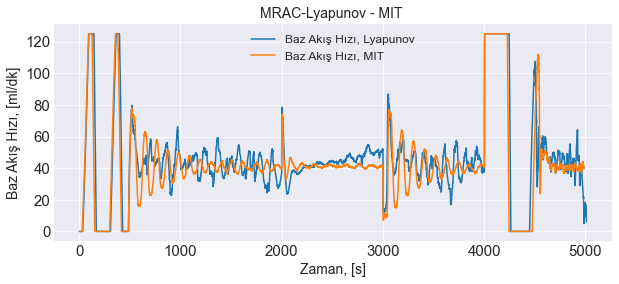 MRAC-Lyapunov - MIT
Baz Akış Hızı, Lyapunov
Baz Akış Hızı, MIT
Baz Akış Hızı, [ml/dk]
120
100
80
60
40
20
0
0 1000 2000 3000 4000 5000
Zaman, [s]